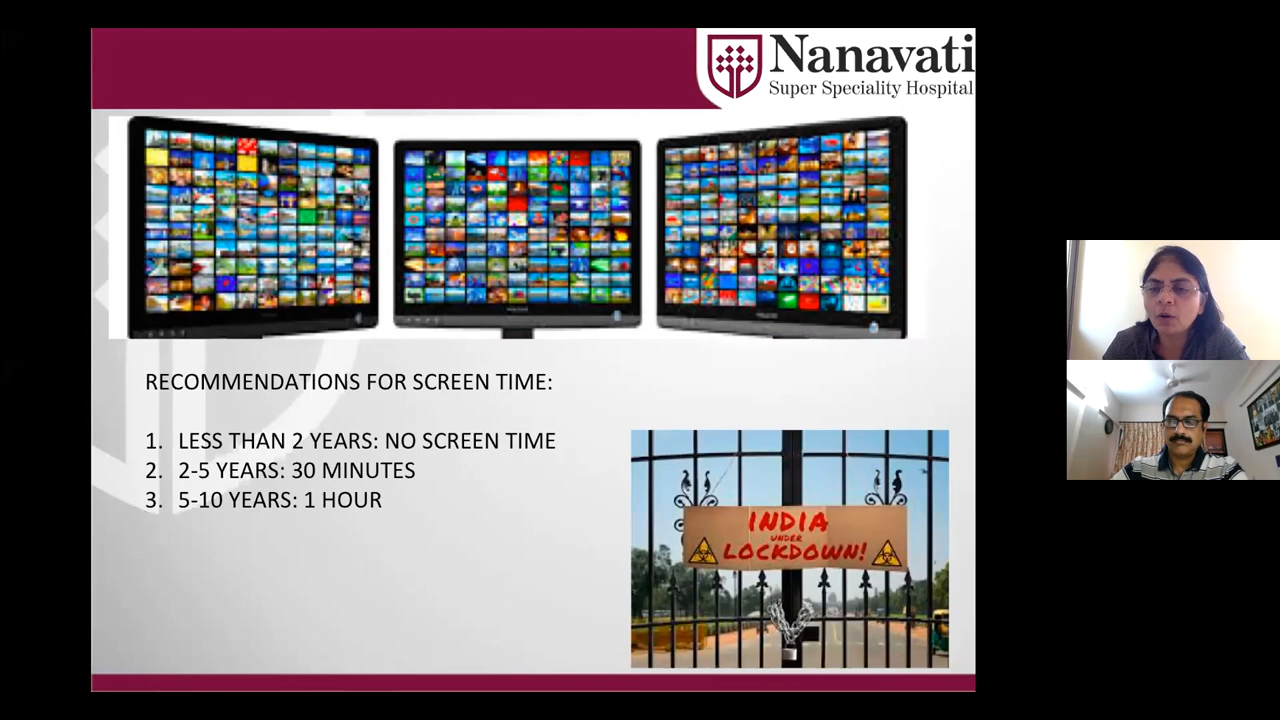 Nanavati
Super Speciality Hospital
RECOMMENDATIONS FOR SCREEN TIME:
1. LESS THAN 2 YEARS: NO SCREEN TIME
2. 2-5 YEARS: 30 MINUTES
3. 5-10 YEARS: 1 HOUR
INDIA
UNDER
LOCKDOWN!